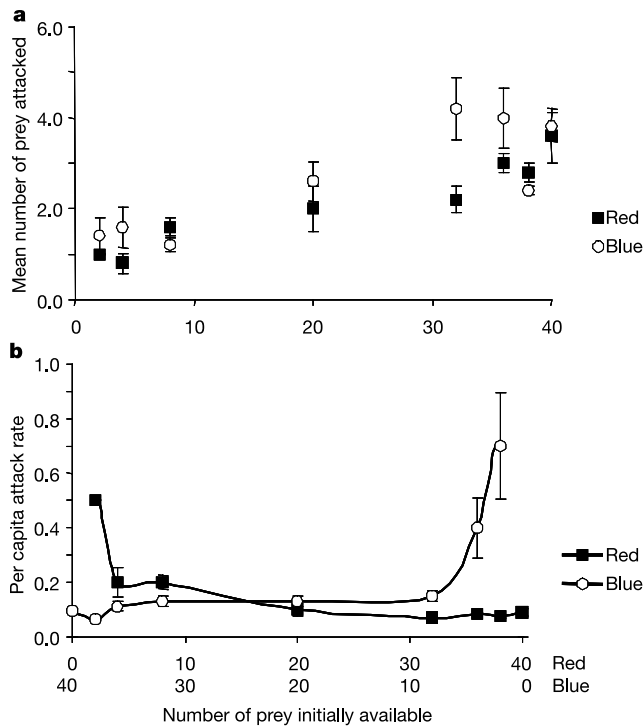 a
Mean number of prey attacked
6.0
4.0
2.0
0.0
0 10 20 30 40
Red
Blue
b
Per capita attack rate
1.0
0.8
0.6
0.4
0.2
0.0
Red
Blue
0 10 20 30 40 Red
40 30 20 10 0 Blue
Number of prey initially available